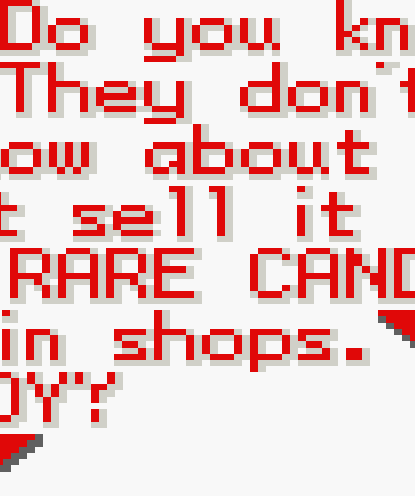 Do you kn
They don't
ow about
t sell it
RARE CAND
in shops.
DY?